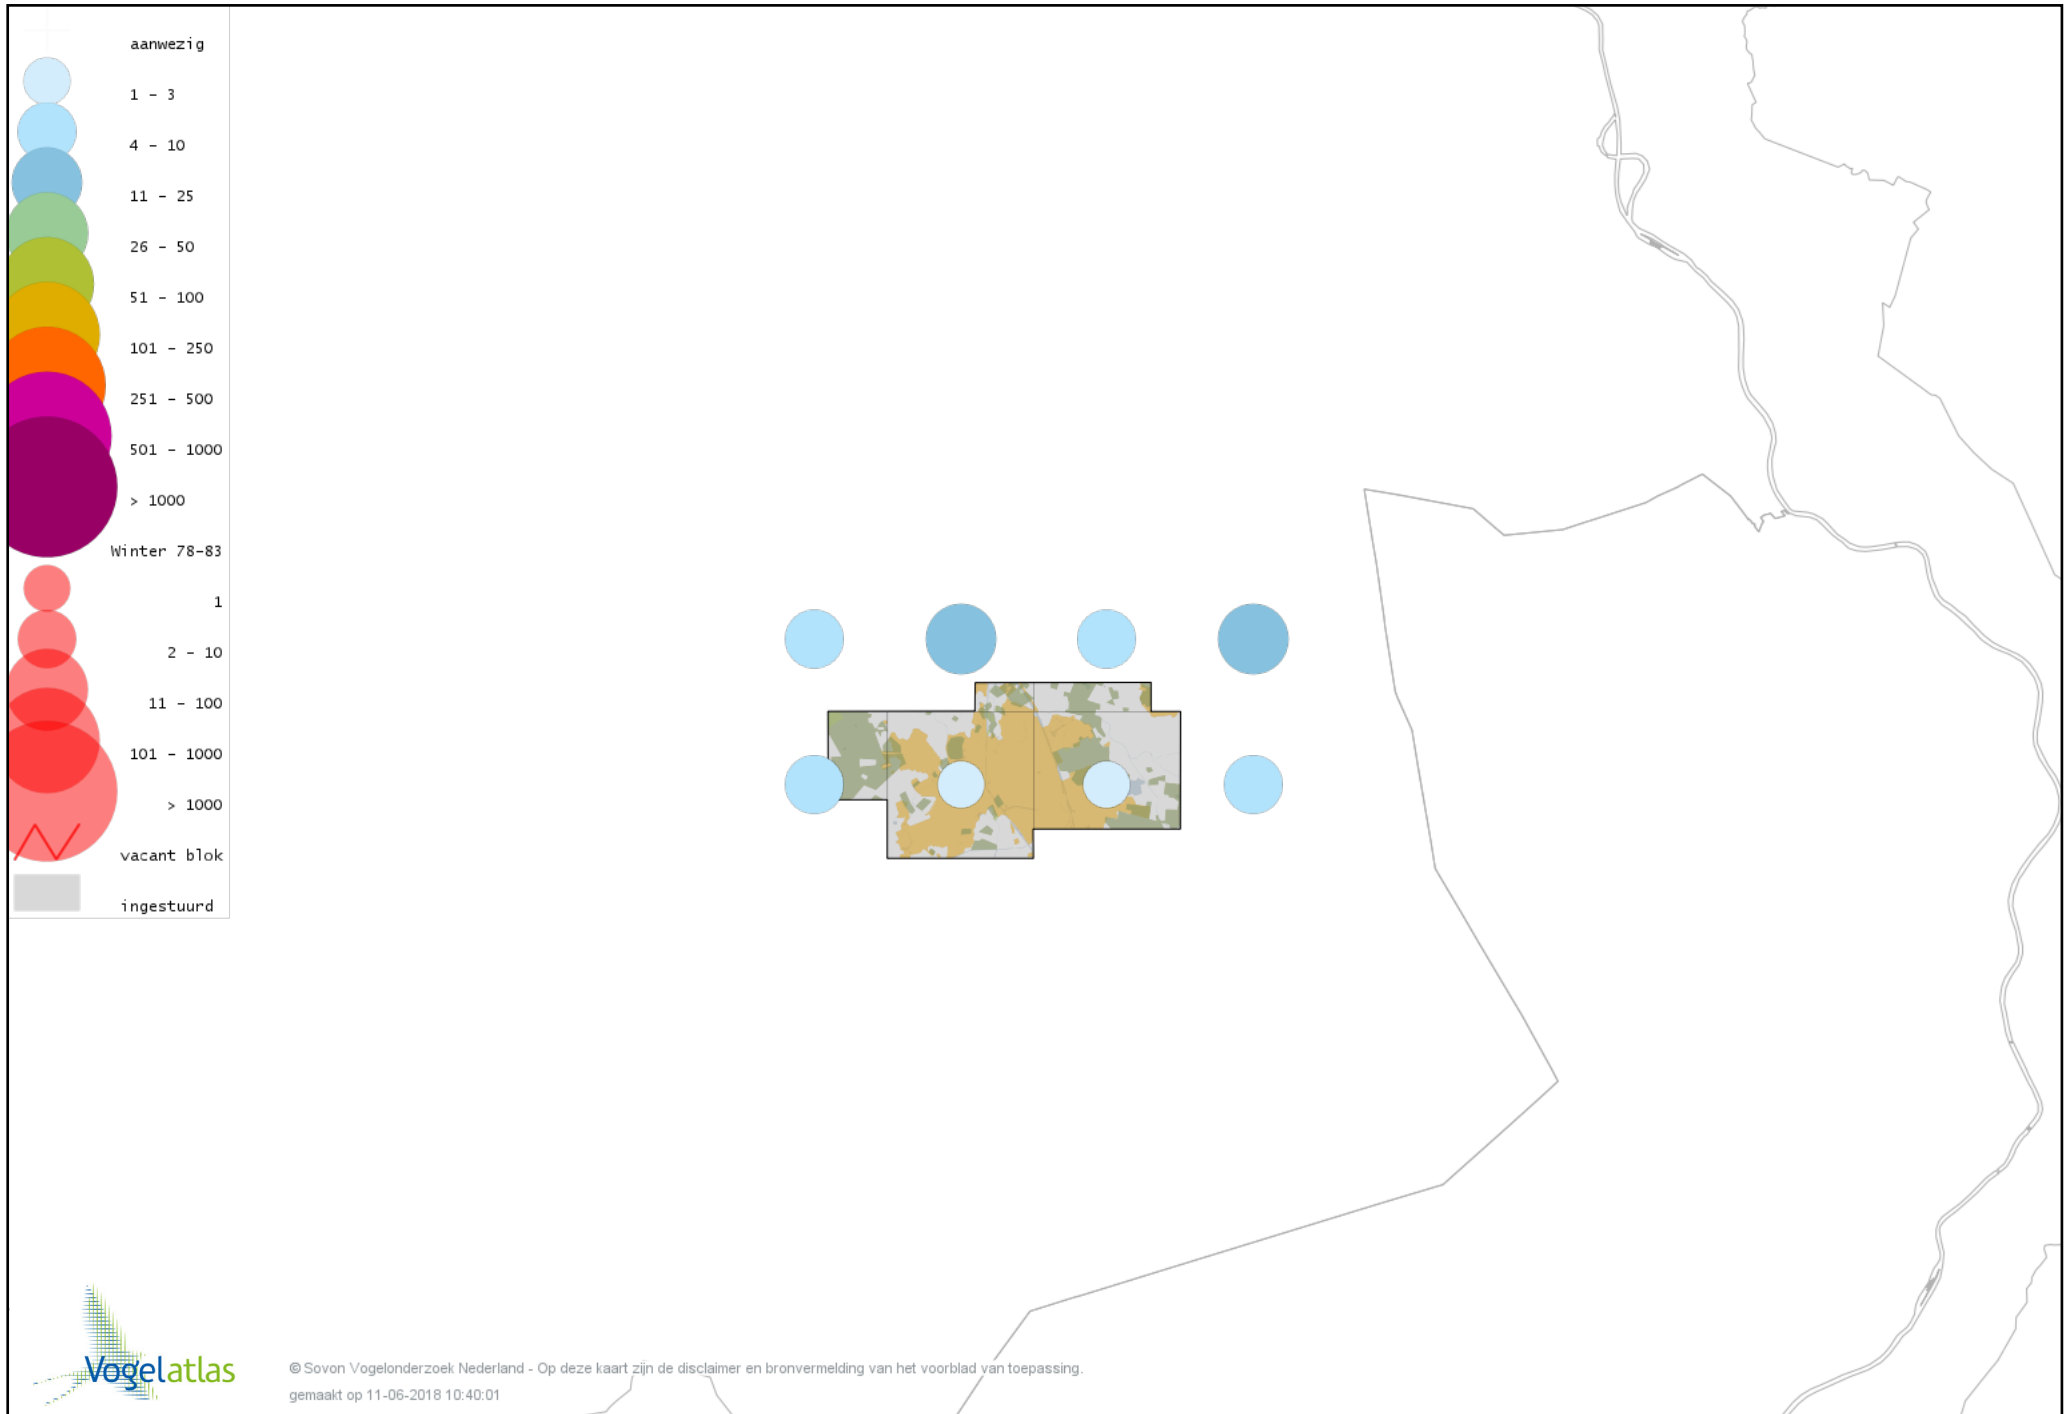 aanwezig
1 - 3
4 - 10
11 - 25
26 - 50
51 - 100
101 - 250
251 - 500
501 - 1000
> 1000
Winter 78-83
1
2 - 10
11 - 100
101 - 1000
> 1000
vacant blok
ingestuurd
Vogelatlas
© Sovon Vogelonderzoek Nederland - Op deze kaart zijn de disclaimer en bronvermelding van het voorblad van toepassing.
gemaakt op 11-06-2018 10:40:01